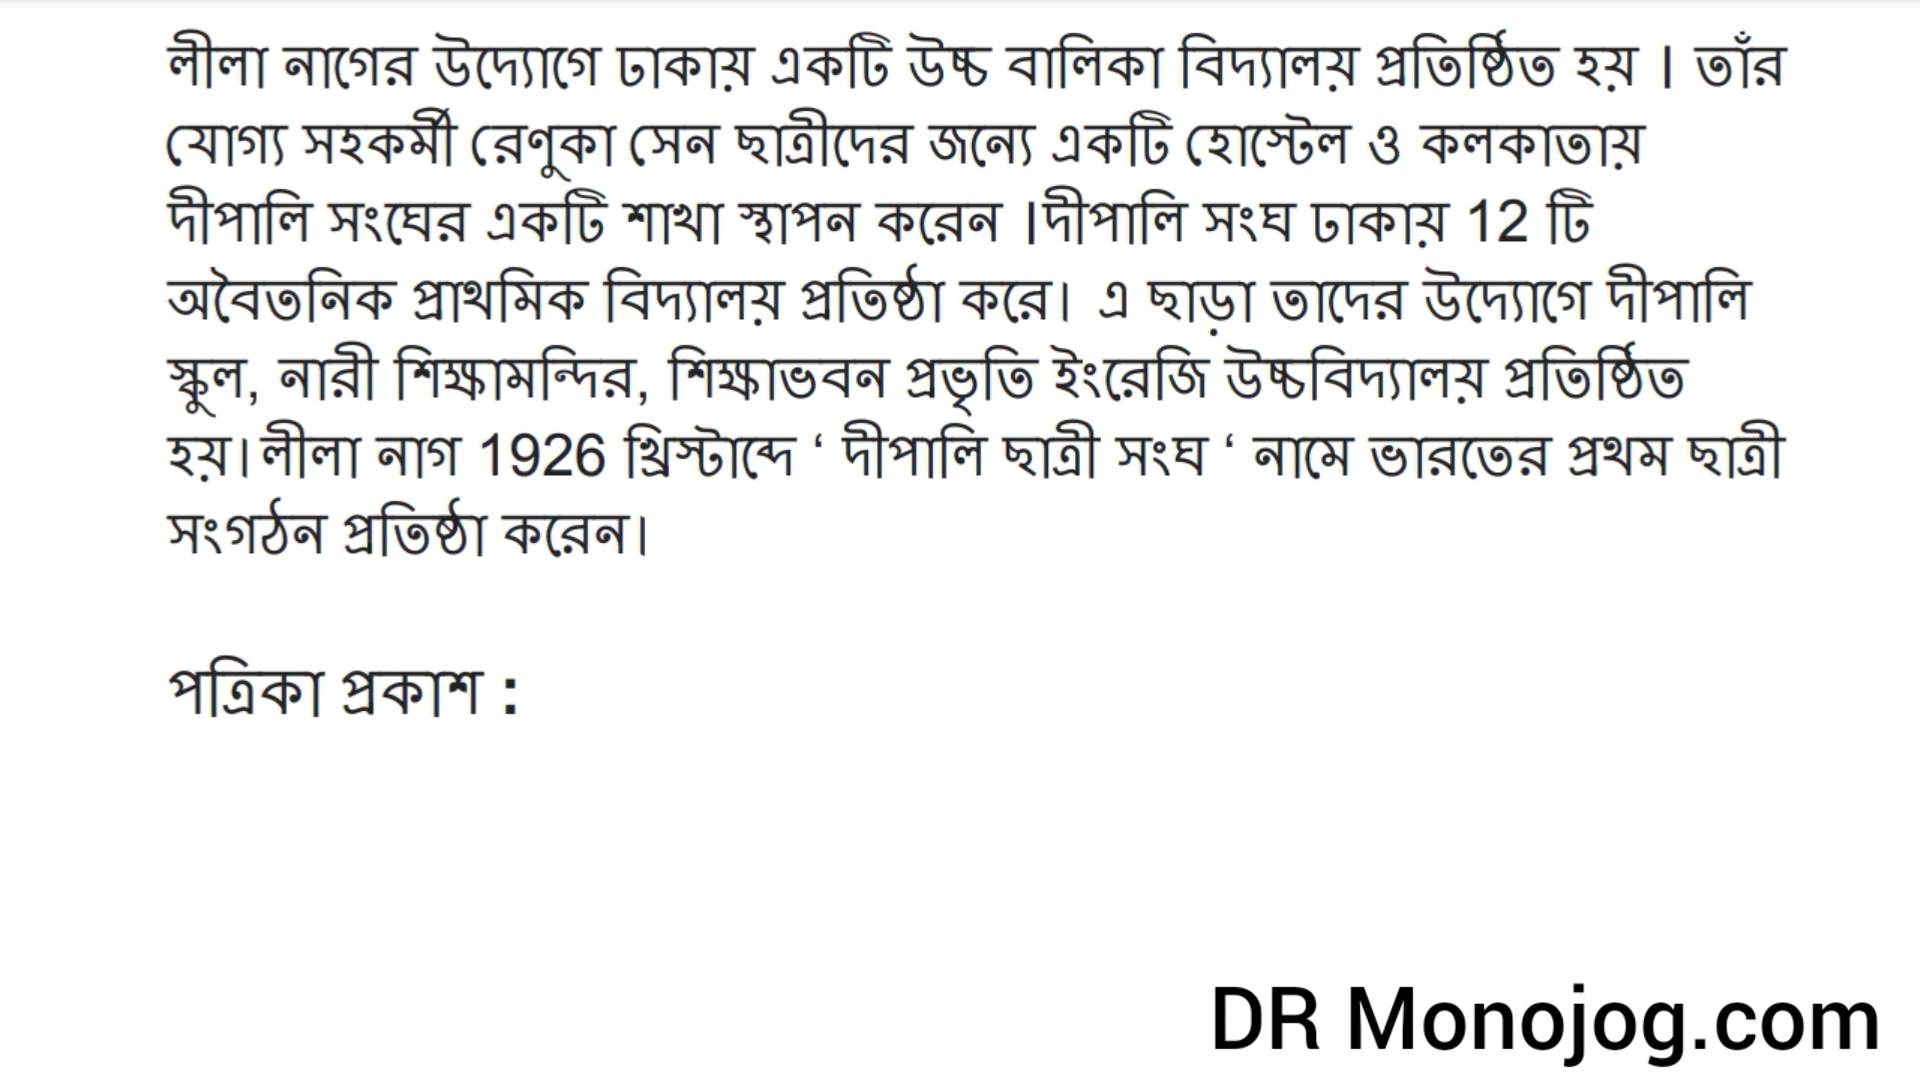 লীলা নাগের উদ্যোগে ঢাকায় একটি উচ্চ বালিকা বিদ্যালয় প্রতিষ্ঠিত হয় । তাঁর
যোগ্য সহকর্মী রেণুকা সেন ছাত্রীদের জন্যে একটি হোস্টেল ও কলকাতায়
দীপালি সংঘের একটি শাখা স্থাপন করেন ।দীপালি সংঘ ঢাকায় 12 টি
অবৈতনিক প্রাথমিক বিদ্যালয় প্রতিষ্ঠা করে। এ ছাড়া তাদের উদ্যোগে দীপালি
স্কুল, নারী শিক্ষামন্দির, শিক্ষাভবন প্রভৃতি ইংরেজি উচ্চবিদ্যালয় প্রতিষ্ঠিত
হয়। লীলা নাগ 1926 খ্রিস্টাব্দে ‘ দীপালি ছাত্রী সংঘ ‘ নামে ভারতের প্রথম ছাত্রী
সংগঠন প্রতিষ্ঠা করেন।
পত্রিকা প্রকাশ :
DR Monojog.com